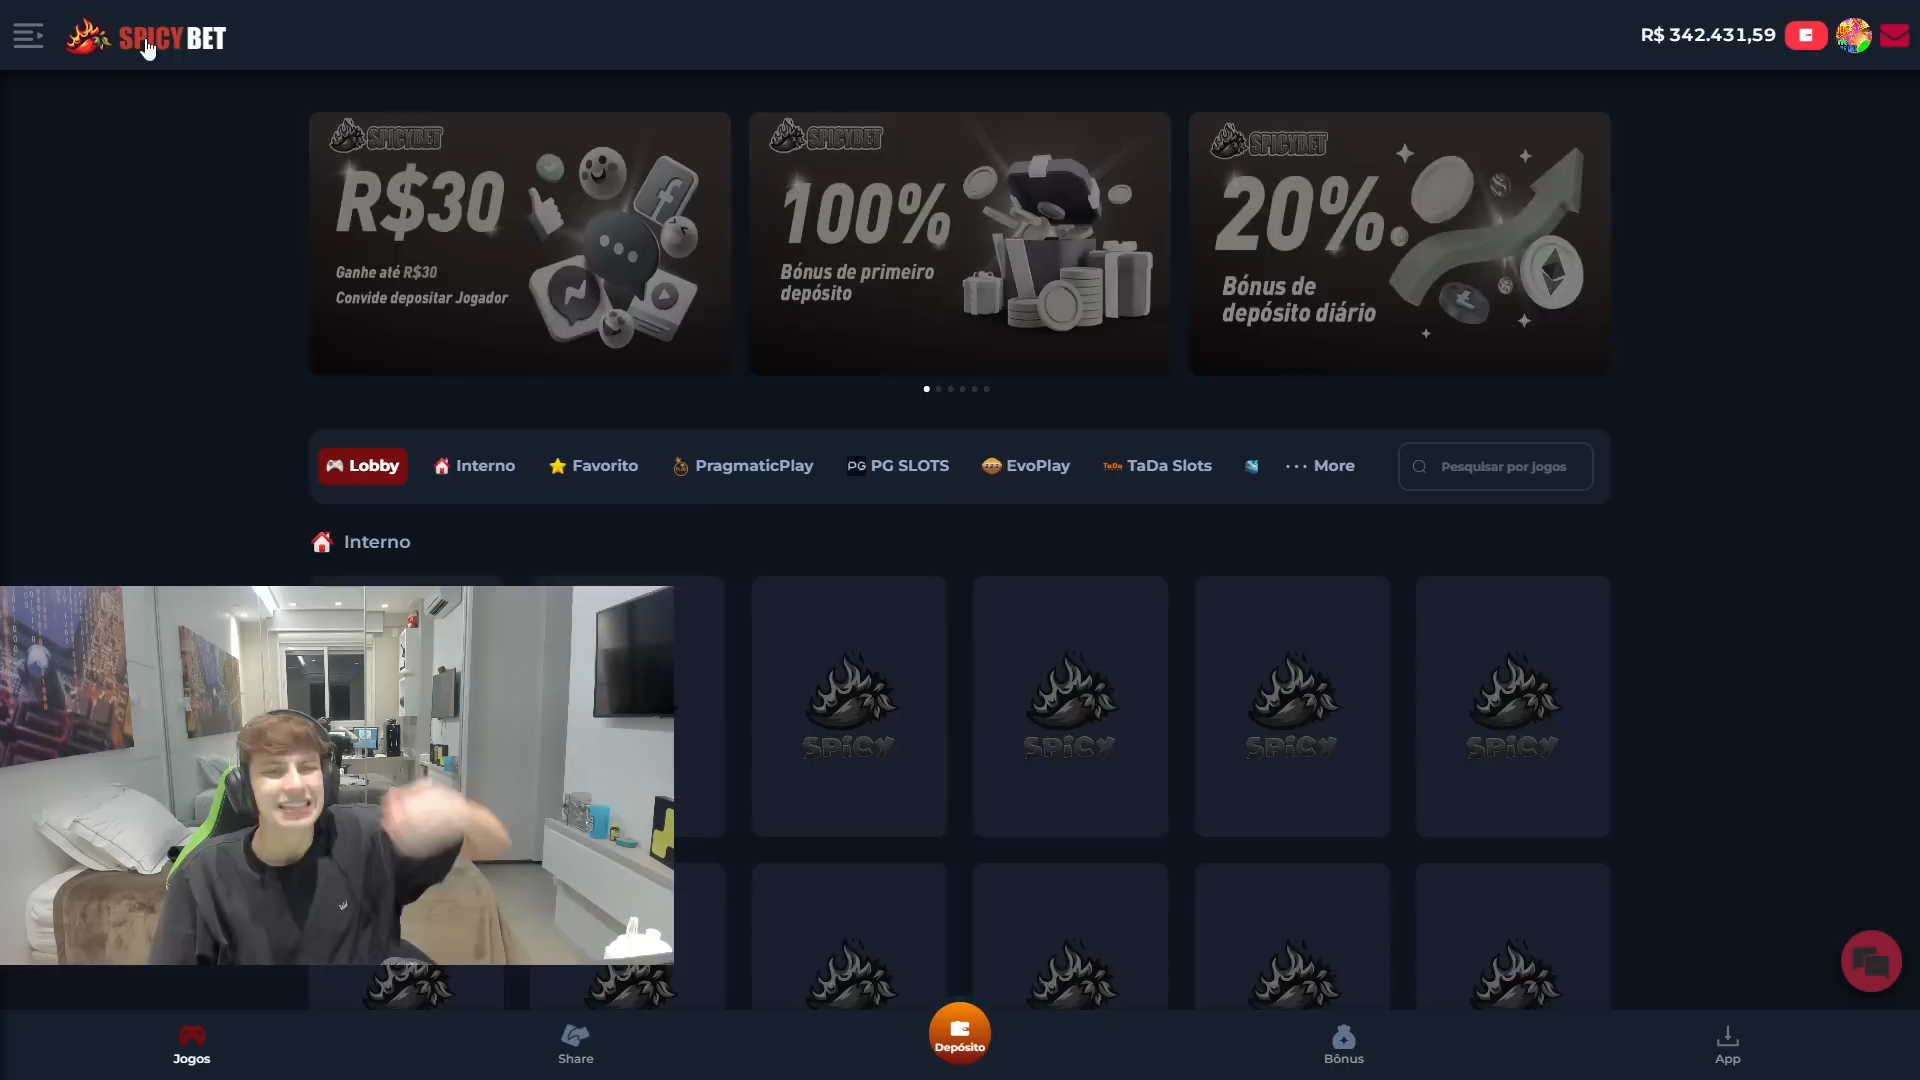 SPICY BET
R$ 342.431,59
SPICYBET
R$30
Ganhe até R$30
Convide depositar Jogador
SPICYBET
100%
Bónus de primeiro
depósito
SPICYBET
20%
Bónus de
depósito diário
Lobby
Interno
Favorito
PragmaticPlay
PG PG SLOTS
EvoPlay
TaDa TaDa Slots
More
Pesquisar por jogos
Interno
SPICY
SPICY
SPICY
SPICY
Jogos
Share
Depósito
Bônus
App